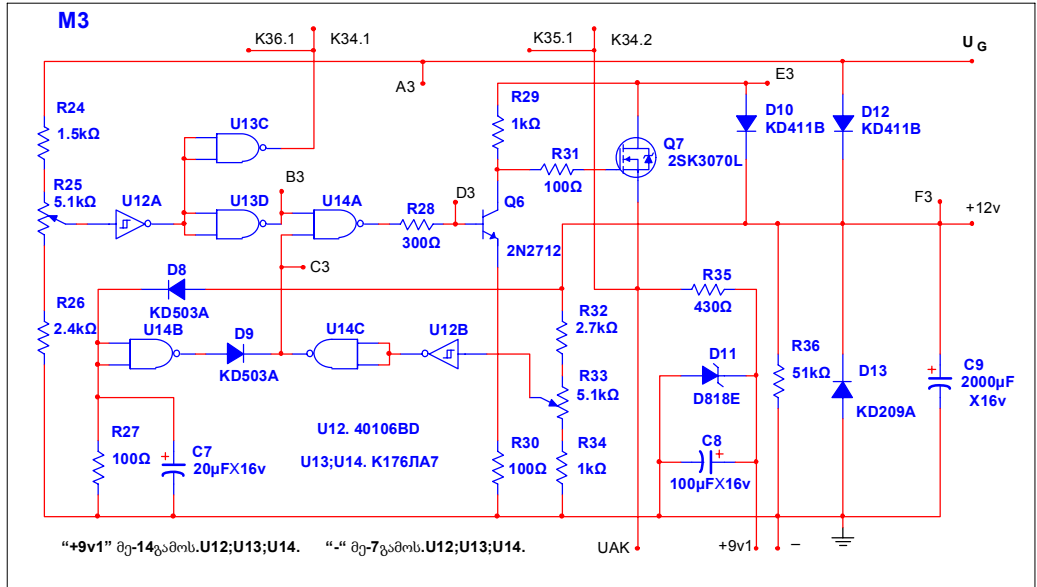 M3
K36.1 K34.1
K35.1 K34.2
U G
A3
E3
R24
1.5kΩ
R29
1kΩ
D10
KD411B
D12
KD411B
U13C
Q7
2SK3070L
R31
100Ω
R25
5.1kΩ
U12A
B3
U13D
U14A
D3
Q6
F3
+12v
R28
300Ω
2N2712
C3
D8
KD503A
R35
430Ω
R26
2.4kΩ
U14B
D9
KD503A
U14C
U12B
R32
2.7kΩ
D11
D818E
R36
51kΩ
D13
KD209A
C9
2000µF
X16v
+
R33
5.1kΩ
U12. 40106BD
U13;U14. К176ЛА7
R27
100Ω
+
C7
20µFX16v
R30
100Ω
R34
1kΩ
C8
+
100µFX16v
“+9v1” მე-14გამოს.U12;U13;U14. “-“ მე-7გამოს.U12;U13;U14.
UAK +9v1 –